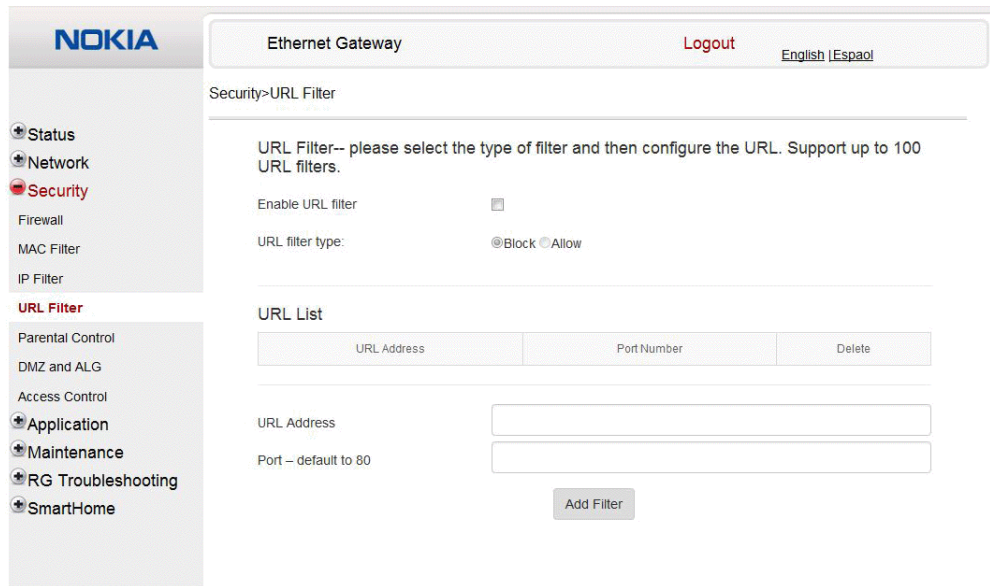 NOKIA
Ethernet Gateway
Logout
English | Espaol
Security>URL Filter
Status
Network
Security
Firewall
MAC Filter
IP Filter
URL Filter
Parental Control
DMZ and ALG
Access Control
Application
Maintenance
RG Troubleshooting
SmartHome
URL Filter-- please select the type of filter and then configure the URL. Support up to 100
URL filters.
Enable URL filter
URL filter type:
Block Allow
URL List
URL Address Port Number Delete
URL Address
Port – default to 80
Add Filter